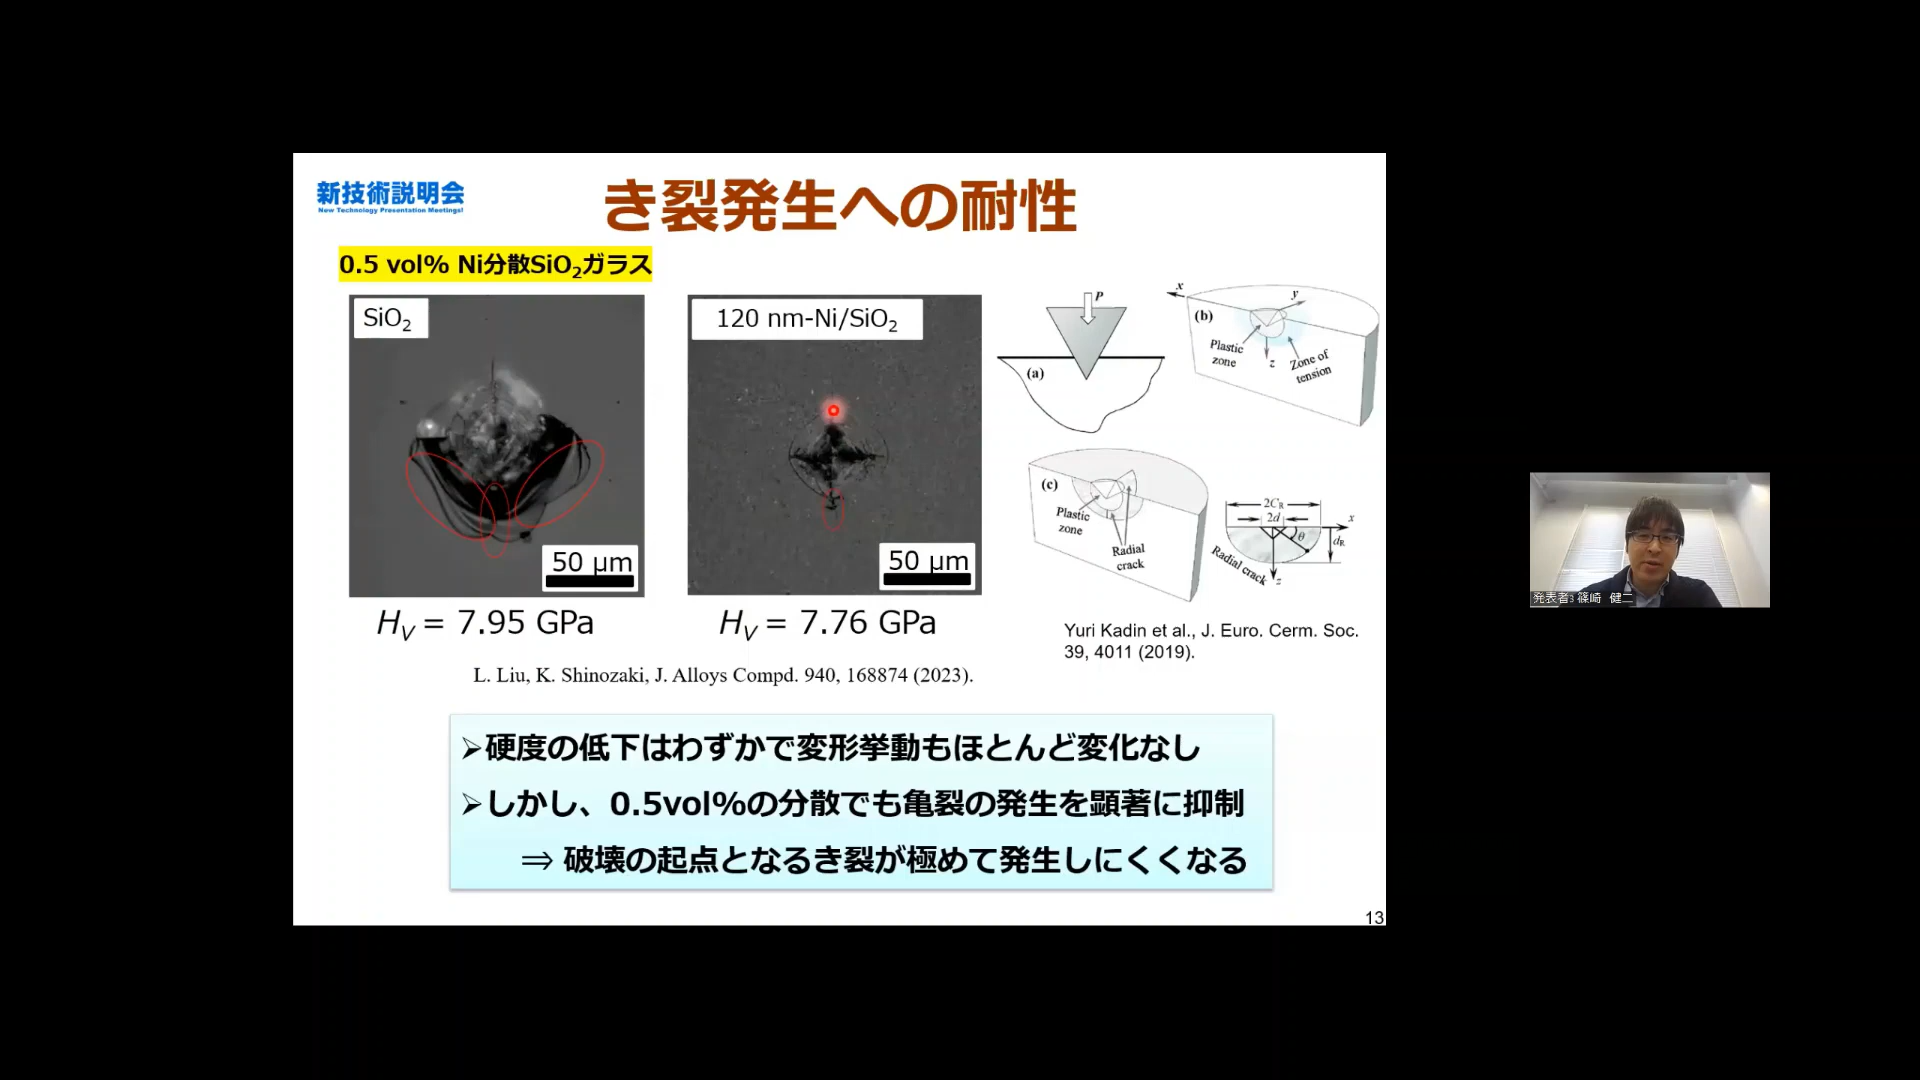 新技術説明会
New Technology Presentation Meetings!
き裂発生への耐性
0.5 vol% Ni分散SiO₂ガラス
SiO₂
50 μm
H_V = 7.95 GPa
120 nm-Ni/SiO₂
50 μm
H_V = 7.76 GPa
L. Liu, K. Shinozaki, J. Alloys Compd. 940, 168874 (2023).
P
(a)
x
y
(b)
Plastic
zone
z
Zone of
tension
(c)
Plastic
zone
Radial
crack
2C_R
2d
x
θ
d_R
Radial crack
z
Yuri Kadin et al., J. Euro. Cerm. Soc.
39, 4011 (2019).
➢硬度の低下はわずかで変形挙動もほとんど変化なし
➢しかし、0.5vol%の分散でも亀裂の発生を顕著に抑制
⇒ 破壊の起点となるき裂が極めて発生しにくくなる
13
発表者3 篠崎 健二